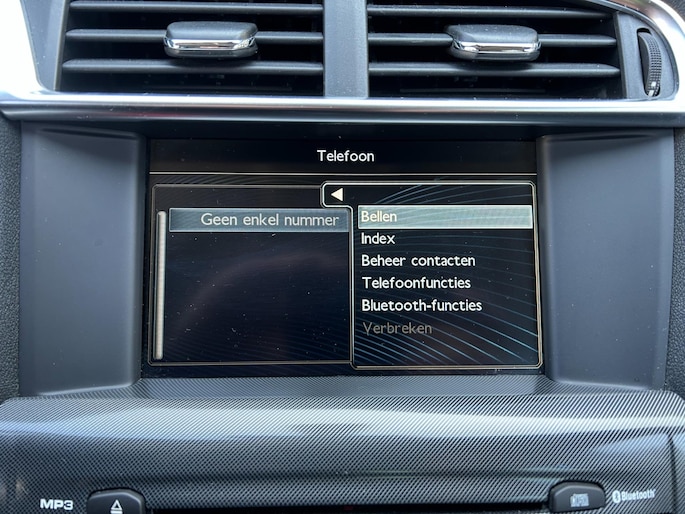 Telefoon
Geen enkel nummer
Bellen
Index
Beheer contacten
Telefoonfuncties
Bluetooth-functies
Verbreken
MP3
Bluetooth